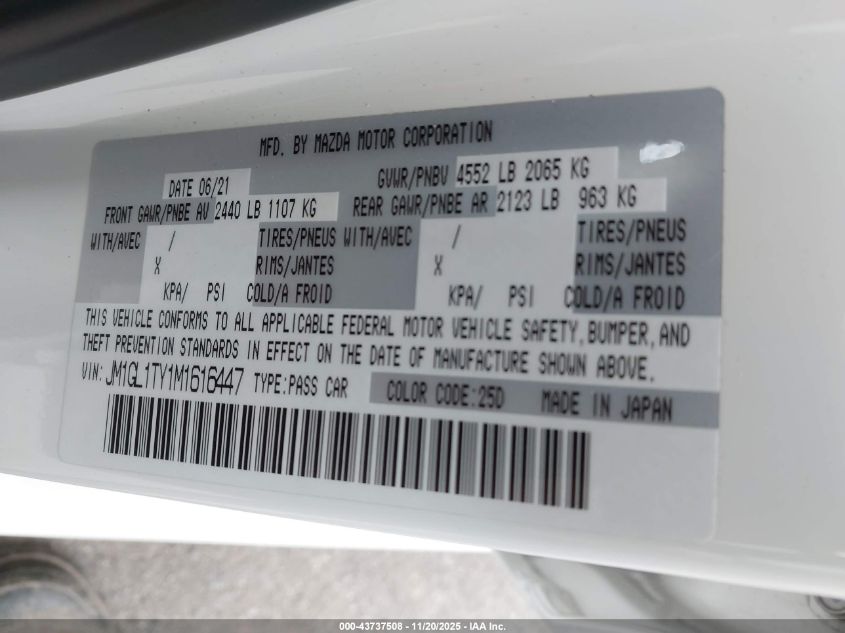 MFD. BY MAZDA MOTOR CORPORATION
DATE 06/21 GVWR/PNBV 4552 LB 2065 KG
FRONT GAWR/PNBE AV 2440 LB 1107 KG REAR GAWR/PNBE AR 2123 LB 963 KG
WITH/AVEC / TIRES/PNEUS WITH/AVEC / TIRES/PNEUS
X RIMS/JANTES X RIMS/JANTES
KPA/ PSI COLD/A FROID KPA/ PSI COLD/A FROID
THIS VEHICLE CONFORMS TO ALL APPLICABLE FEDERAL MOTOR VEHICLE SAFETY, BUMPER, AND
THEFT PREVENTION STANDARDS IN EFFECT ON THE DATE OF MANUFACTURE SHOWN ABOVE.
VIN: JM1GL1TY1M1616447 TYPE:PASS CAR COLOR CODE:25D MADE IN JAPAN
000-43737508 - 11/20/2025 - IAA Inc.